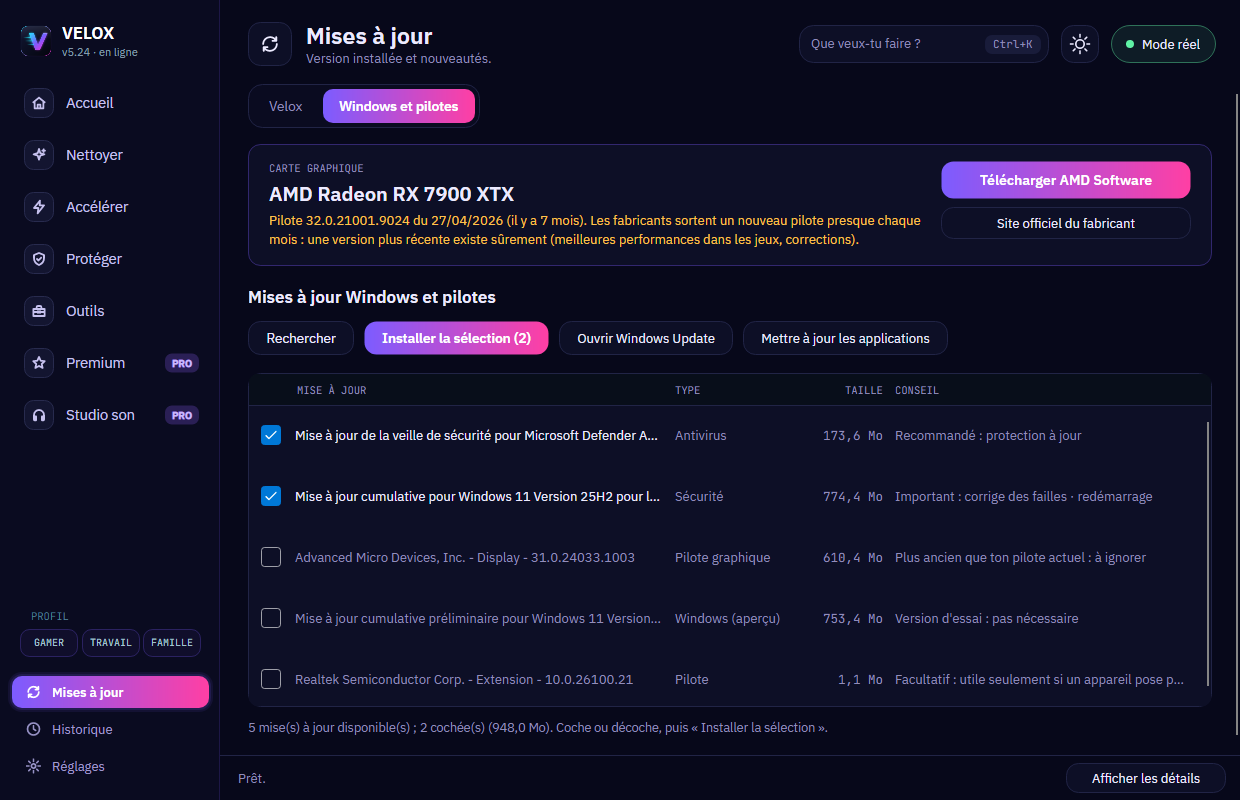 VELOX
v5.24 · en ligne
Accueil
Nettoyer
Accélérer
Protéger
Outils
Premium PRO
Studio son PRO
PROFIL
GAMER TRAVAIL FAMILLE
Mises à jour
Historique
Réglages
Mises à jour
Version installée et nouveautés.
Que veux-tu faire ? Ctrl+K
Mode réel
Velox Windows et pilotes
CARTE GRAPHIQUE
AMD Radeon RX 7900 XTX
Pilote 32.0.21001.9024 du 27/04/2026 (il y a 7 mois). Les fabricants sortent un nouveau pilote presque chaque
mois : une version plus récente existe sûrement (meilleures performances dans les jeux, corrections).
Télécharger AMD Software
Site officiel du fabricant
Mises à jour Windows et pilotes
Rechercher Installer la sélection (2) Ouvrir Windows Update Mettre à jour les applications
MISE À JOUR TYPE TAILLE CONSEIL
Mise à jour de la veille de sécurité pour Microsoft Defender A... Antivirus 173,6 Mo Recommandé : protection à jour
Mise à jour cumulative pour Windows 11 Version 25H2 pour l... Sécurité 774,4 Mo Important : corrige des failles · redémarrage
Advanced Micro Devices, Inc. - Display - 31.0.24033.1003 Pilote graphique 610,4 Mo Plus ancien que ton pilote actuel : à ignorer
Mise à jour cumulative préliminaire pour Windows 11 Version... Windows (aperçu) 753,4 Mo Version d'essai : pas nécessaire
Realtek Semiconductor Corp. - Extension - 10.0.26100.21 Pilote 1,1 Mo Facultatif : utile seulement si un appareil pose p...
5 mise(s) à jour disponible(s) ; 2 cochée(s) (948,0 Mo). Coche ou décoche, puis « Installer la sélection ».
Prêt.
Afficher les détails